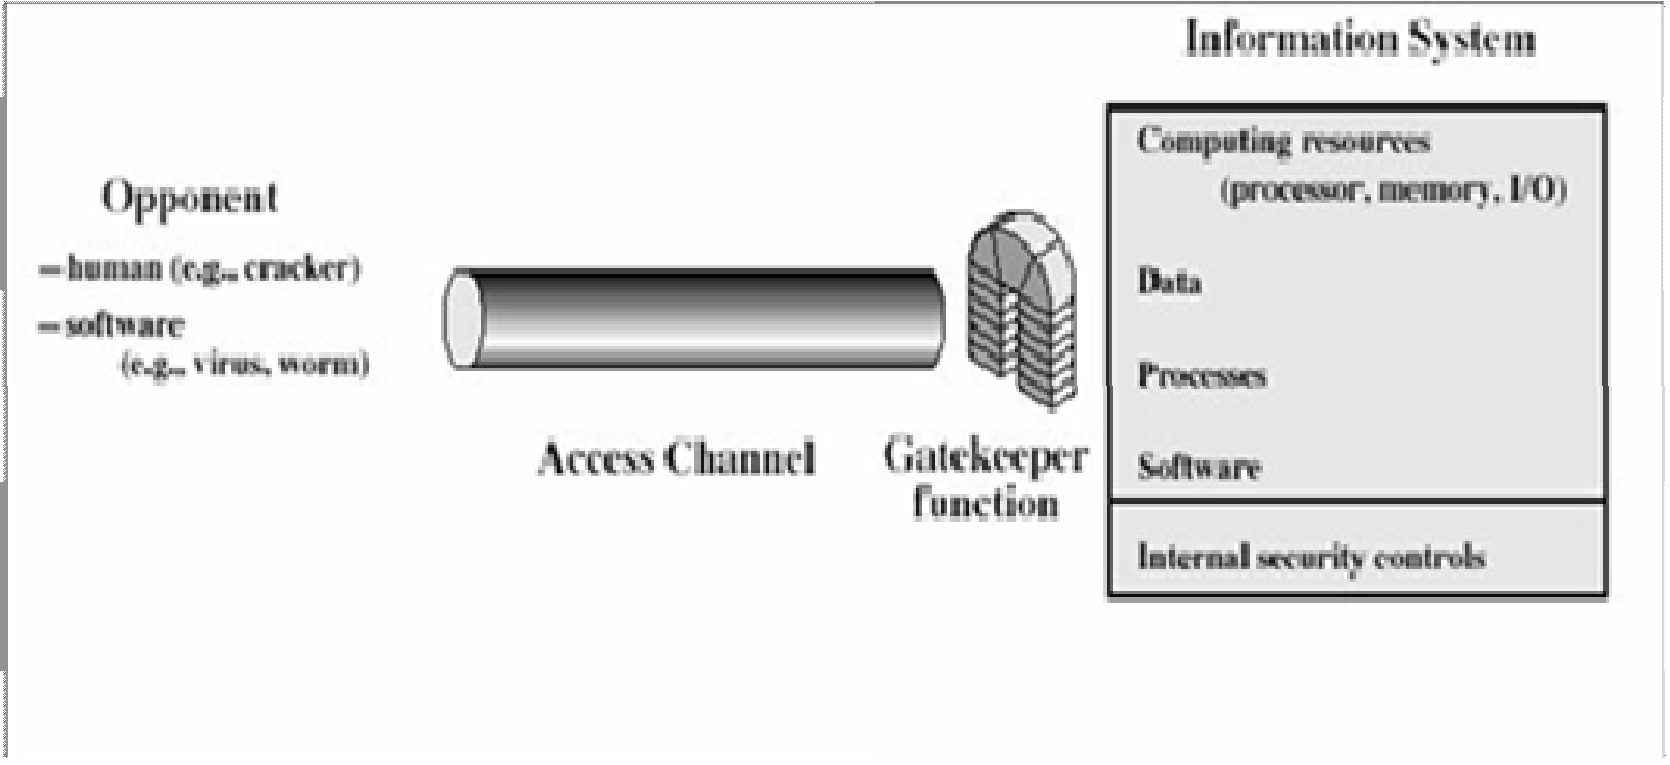 Information System
Opponent
—human (e.g., cracker)
—software
(e.g., virus, worm)
Access Channel
Gatekeeper
function
Computing resources
(processor, memory, I/O)
Data
Processes
Software
Internal security controls